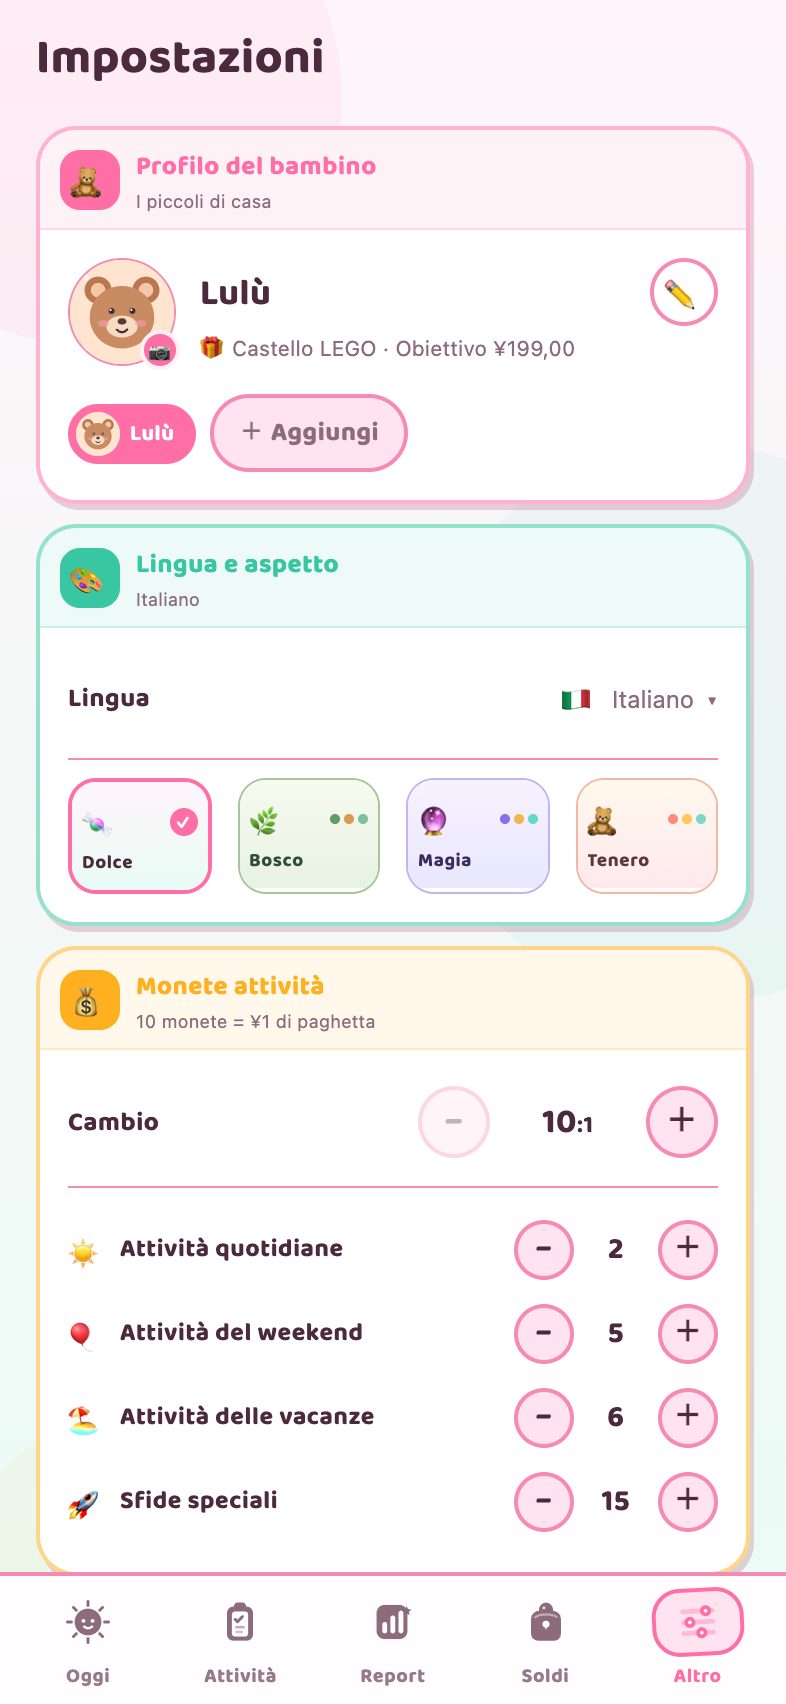 Impostazioni
Profilo del bambino
I piccoli di casa
Lulù
Castello LEGO · Obiettivo ¥199,00
Lulù
+ Aggiungi
Lingua e aspetto
Italiano
Lingua
Italiano ▾
Dolce
Bosco
Magia
Tenero
Monete attività
10 monete = ¥1 di paghetta
Cambio
- 10:1 +
Attività quotidiane - 2 +
Attività del weekend - 5 +
Attività delle vacanze - 6 +
Sfide speciali - 15 +
Oggi
Attività
Report
Soldi
Altro